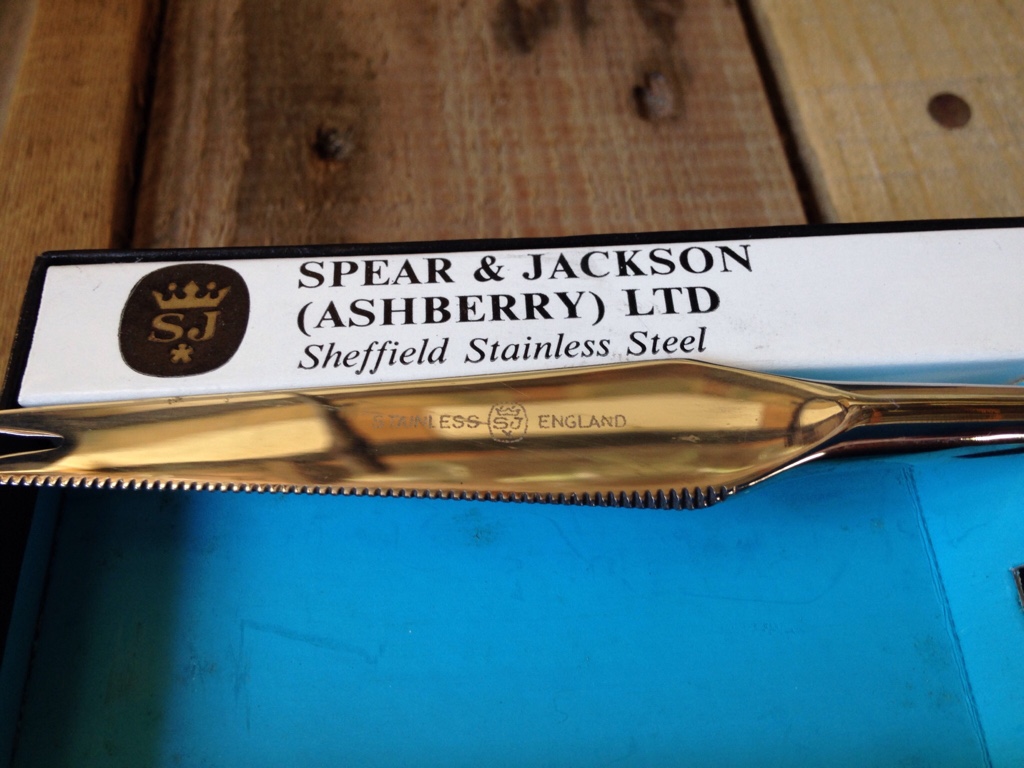 SJ
SPEAR & JACKSON
(ASHBERRY) LTD
Sheffield Stainless Steel
STAINLESS SJ ENGLAND